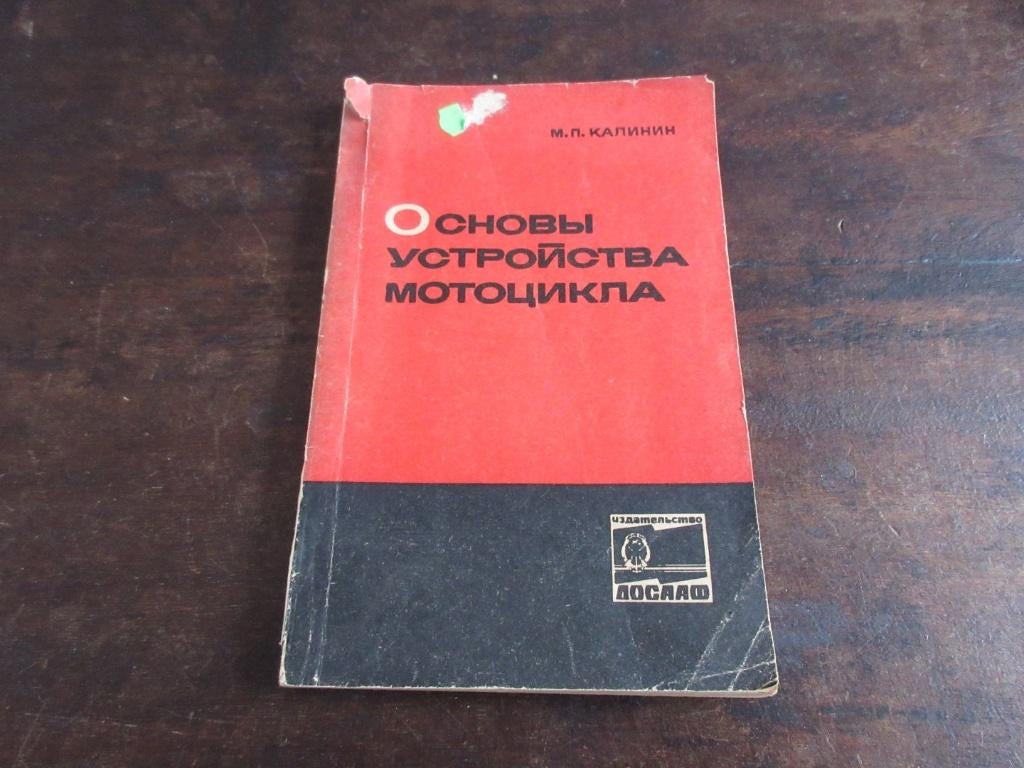 М.П.КАЛИНИН
ОСНОВЫ
УСТРОЙСТВА
МОТОЦИКЛА
издательство
ДОСААФ